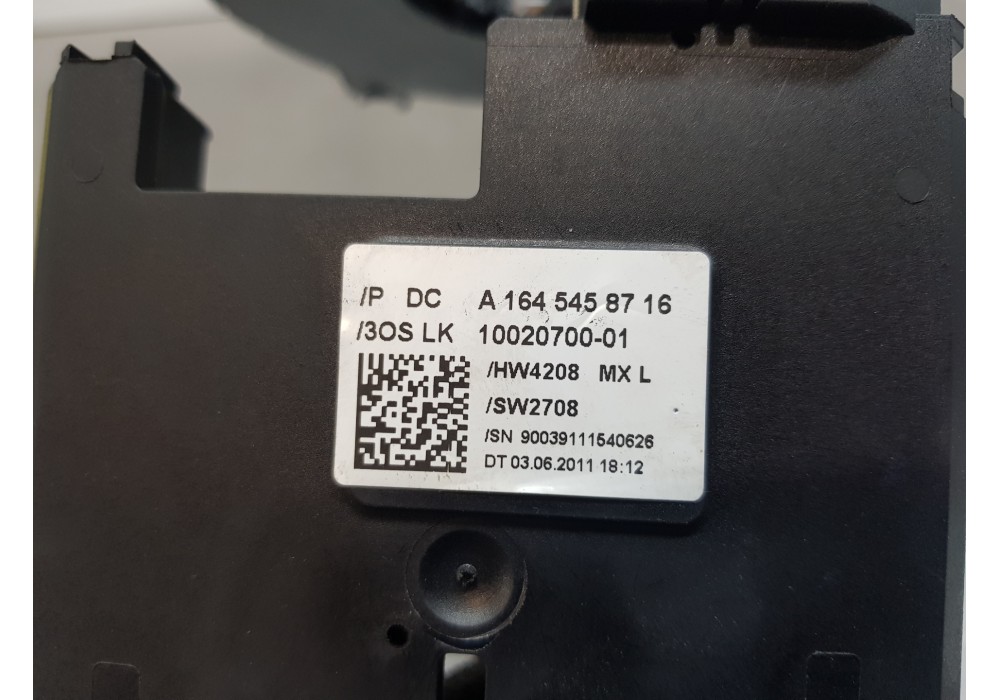 /P DC A 164 545 87 16
/3OS LK 10020700-01
/HW4208 MX L
/SW2708
/SN 90039111540626
DT 03.06.2011 18:12